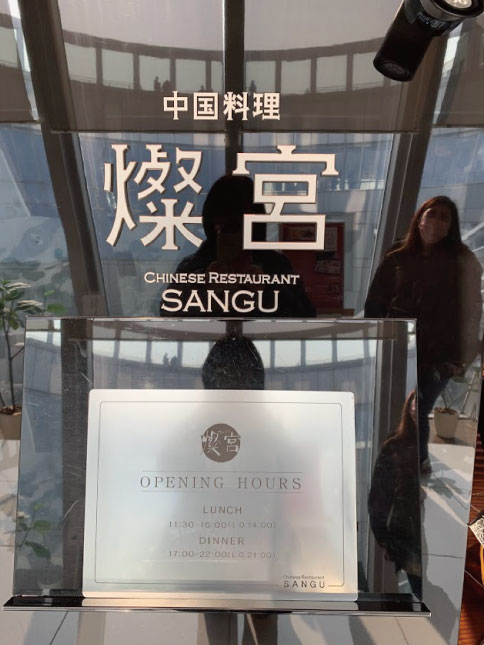 中国料理
燦宮
CHINESE RESTAURANT
SANGU
燦宮
OPENING HOURS
LUNCH
11:30-15:00(L.O.14:00)
DINNER
17:00-22:00(L.O.21:00)
Chinese Restaurant
SANGU